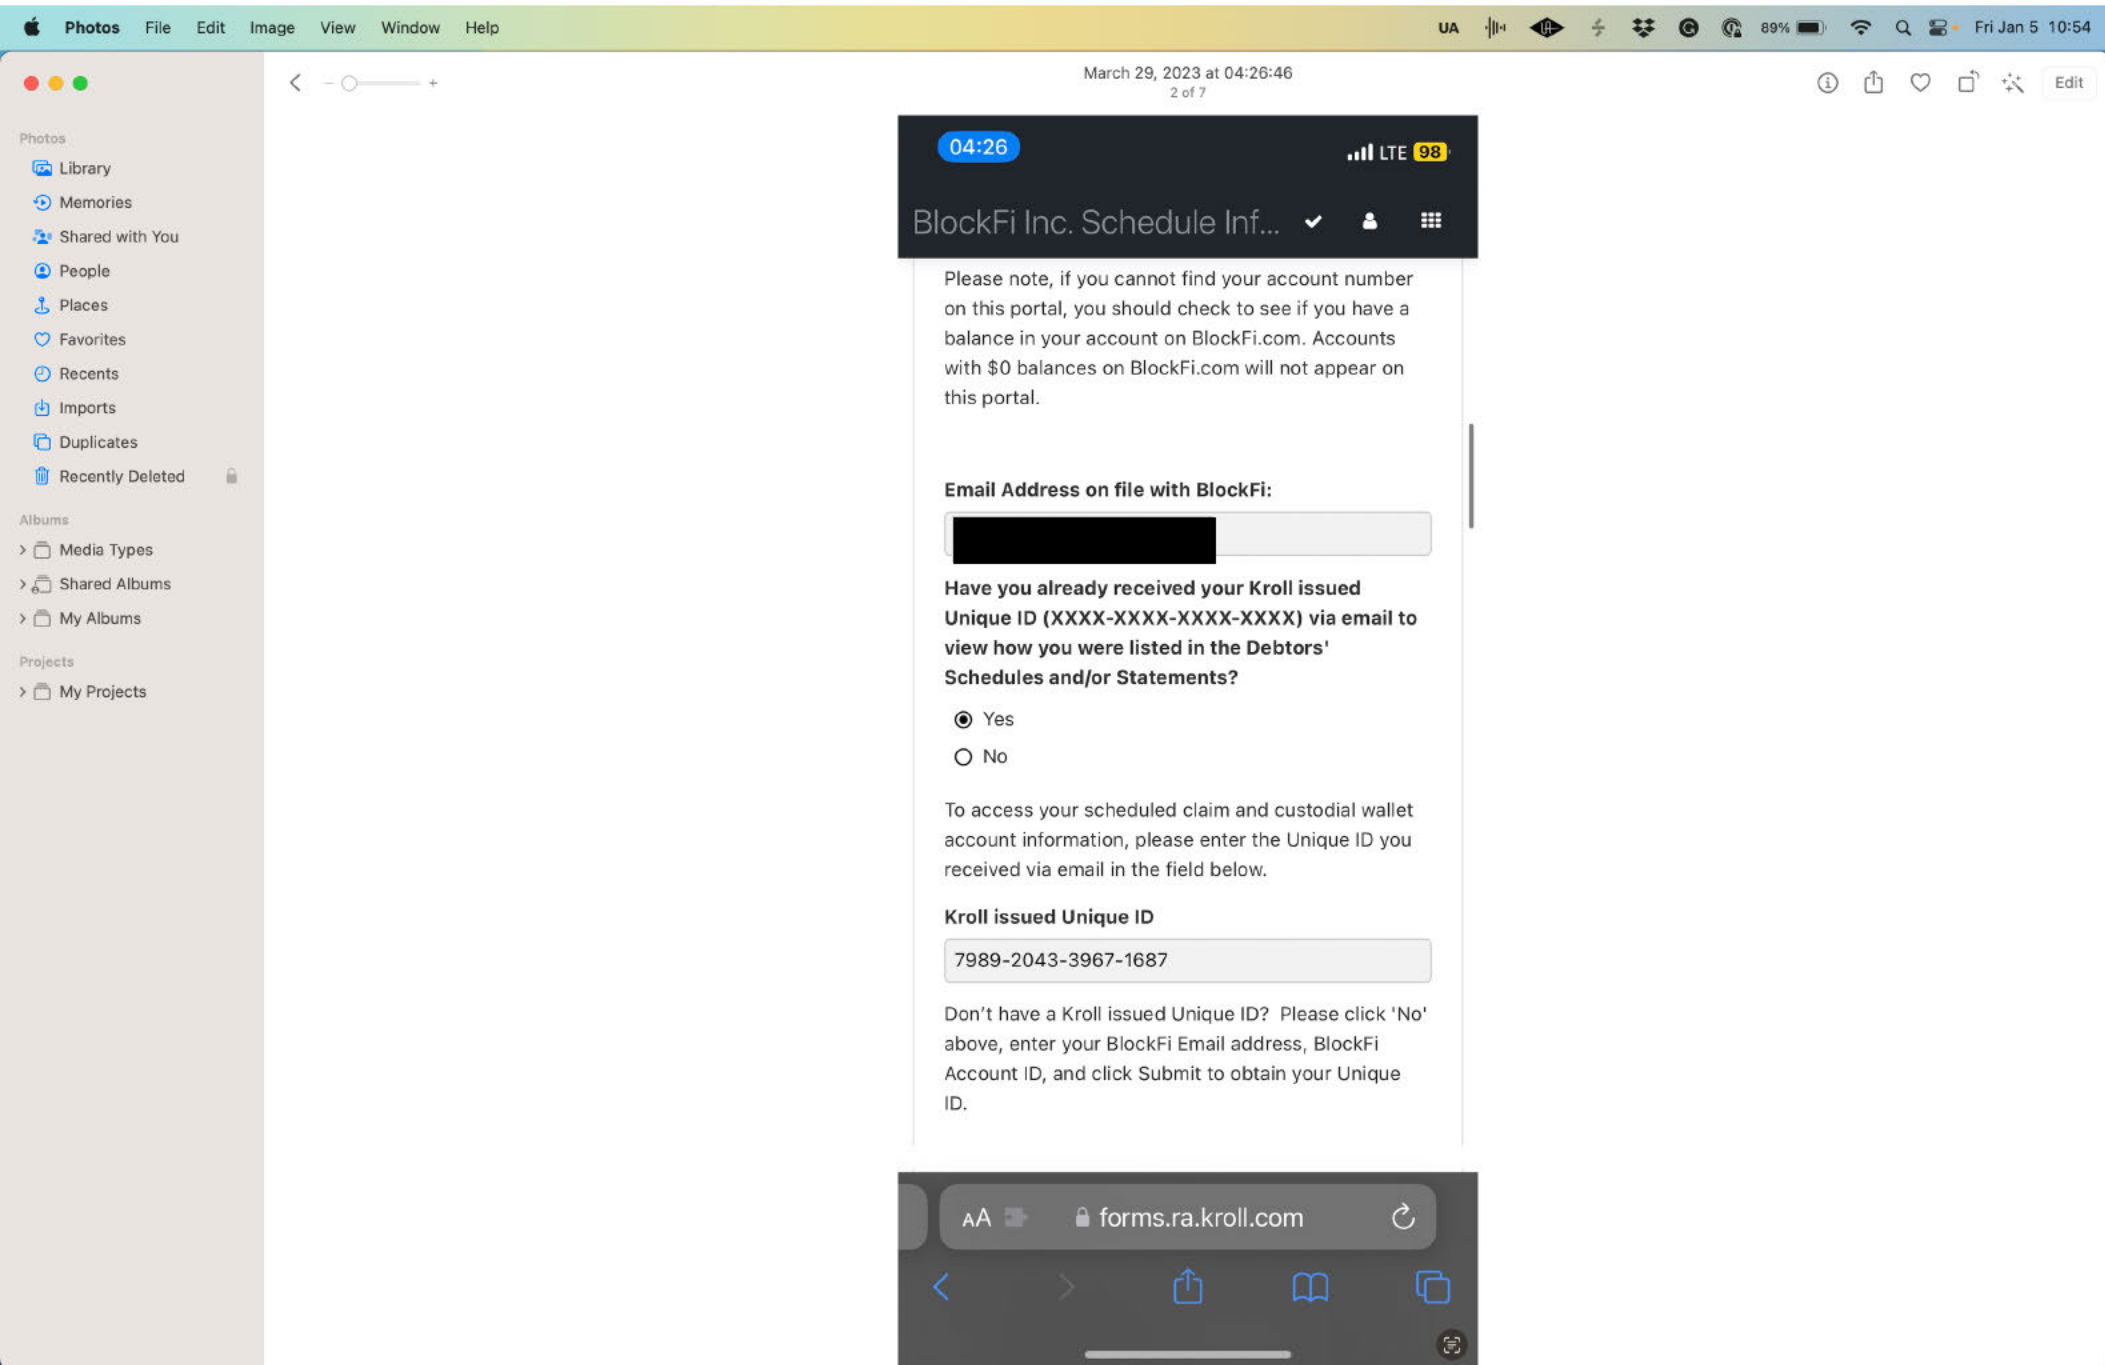 Photos File Edit Image View Window Help UA 89% Fri Jan 5 10:54
March 29, 2023 at 04:26:46
2 of 7
Edit
Photos
Library
Memories
Shared with You
People
Places
Favorites
Recents
Imports
Duplicates
Recently Deleted
Albums
Media Types
Shared Albums
My Albums
Projects
My Projects
04:26 LTE 98
BlockFi Inc. Schedule Inf...
Please note, if you cannot find your account number
on this portal, you should check to see if you have a
balance in your account on BlockFi.com. Accounts
with $0 balances on BlockFi.com will not appear on
this portal.
Email Address on file with BlockFi:
Have you already received your Kroll issued
Unique ID (XXXX-XXXX-XXXX-XXXX) via email to
view how you were listed in the Debtors'
Schedules and/or Statements?
Yes
No
To access your scheduled claim and custodial wallet
account information, please enter the Unique ID you
received via email in the field below.
Kroll issued Unique ID
7989-2043-3967-1687
Don't have a Kroll issued Unique ID? Please click 'No'
above, enter your BlockFi Email address, BlockFi
Account ID, and click Submit to obtain your Unique
ID.
AA forms.ra.kroll.com